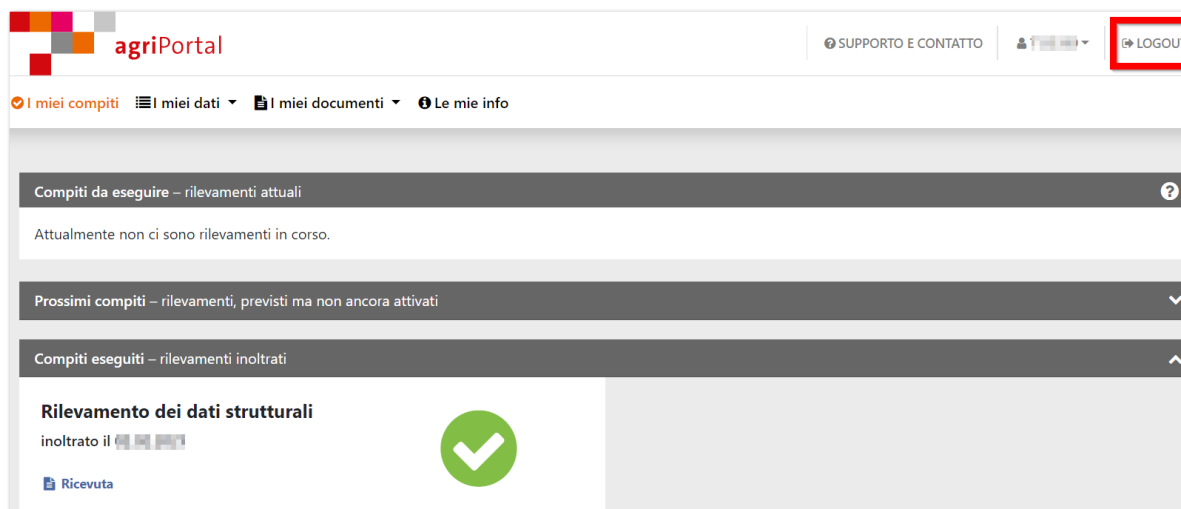 agriPortal
SUPPORTO E CONTATTO
LOGOUT
I miei compiti I miei dati I miei documenti Le mie info
Compiti da eseguire – rilevamenti attuali
Attualmente non ci sono rilevamenti in corso.
Prossimi compiti – rilevamenti, previsti ma non ancora attivati
Compiti eseguiti – rilevamenti inoltrati
Rilevamento dei dati strutturali
inoltrato il
Ricevuta